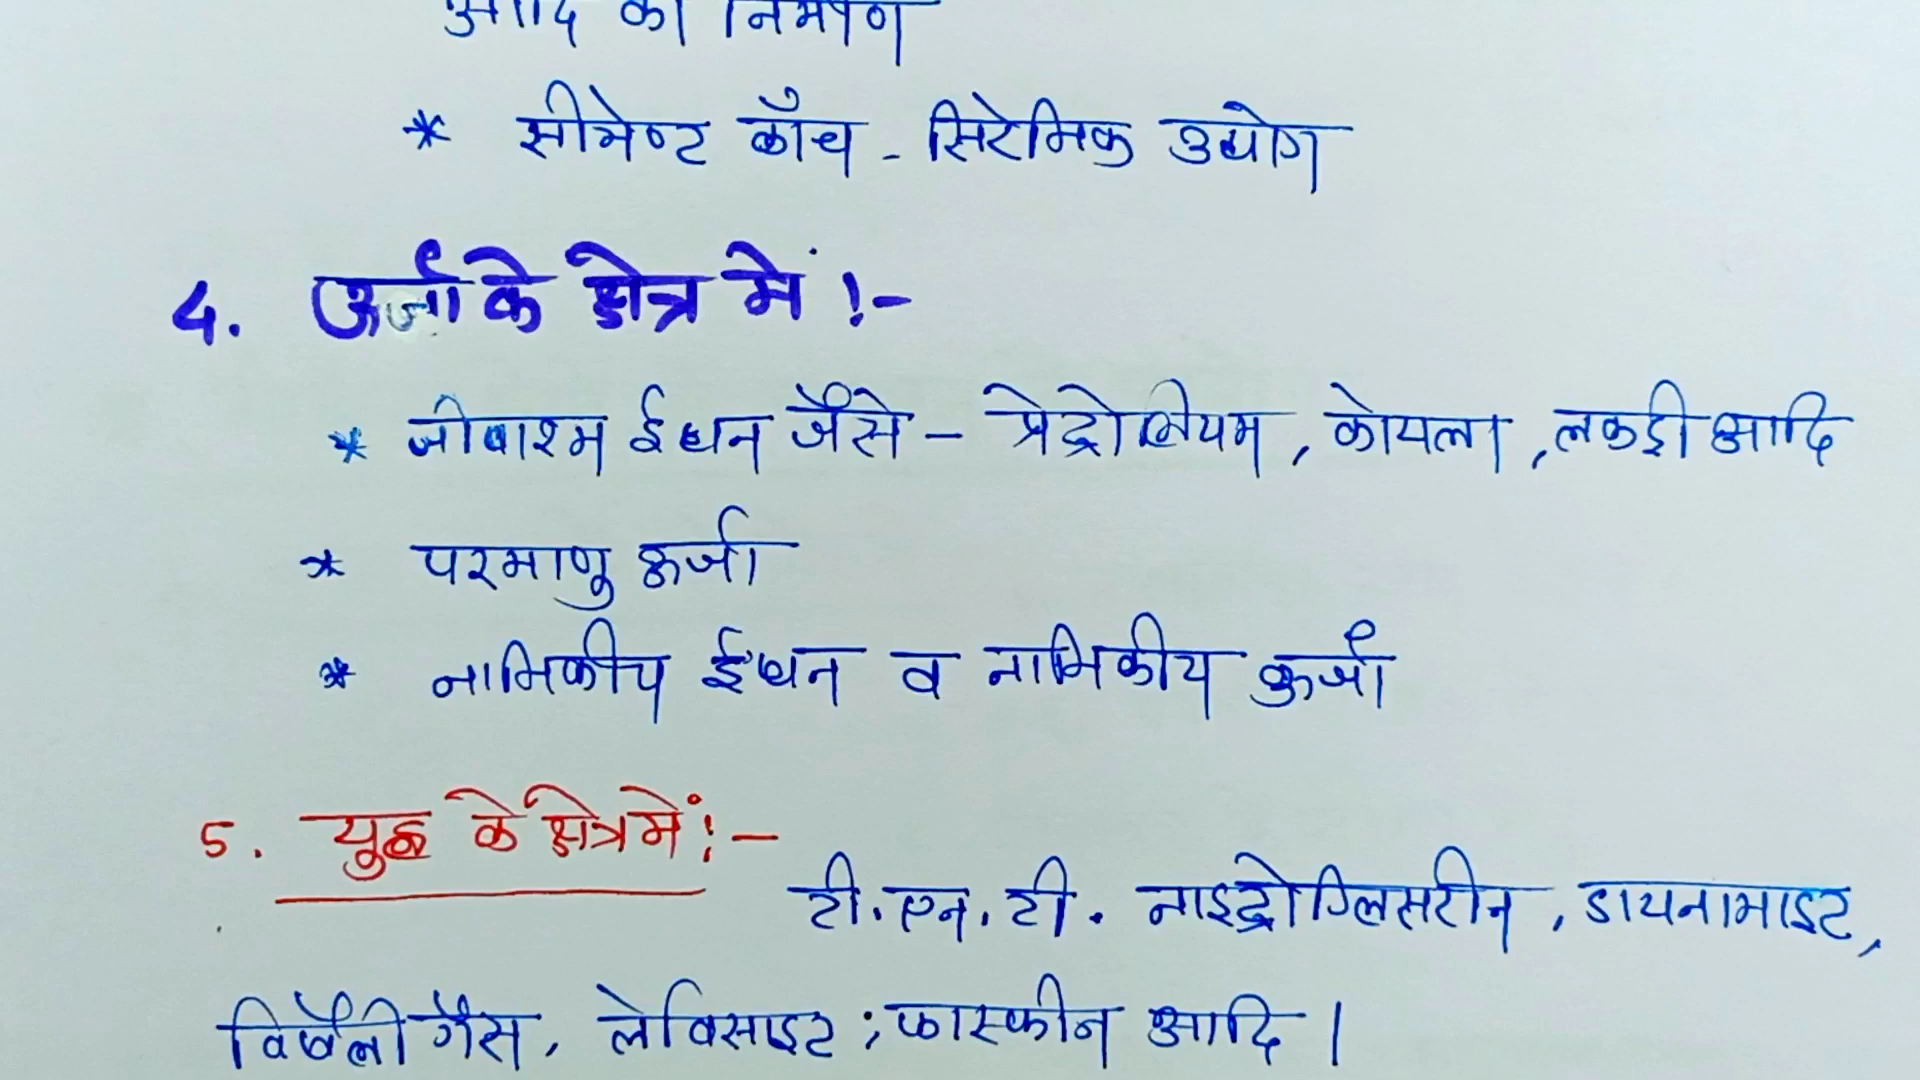 आदि का निर्माण
* सीमेण्ट काँच - सिरेमिक उद्योग
4. ऊर्जा के क्षेत्र में :-
* जीवाश्म ईंधन जैसे - प्रेट्रोलियम, कोयला, लकड़ी आदि
* परमाणु ऊर्जा
* नाभिकीय ईंधन व नाभिकीय ऊर्जा
5. युद्ध के क्षेत्र में :-
टी. एन. टी. नाइट्रोग्लिसरीन, डायनामाइट,
विषैली गैस, लेविसाइट, फास्फीन आदि।